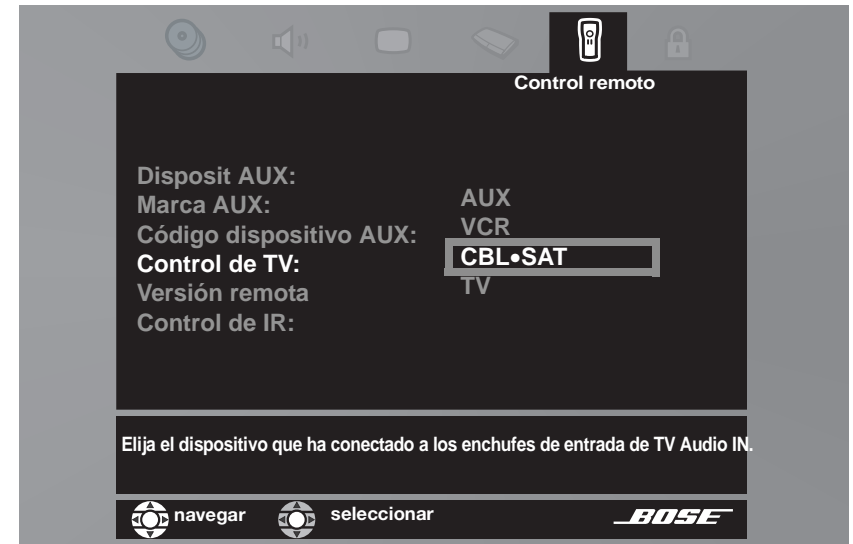 Control remoto
Disposit AUX:
Marca AUX:
Código dispositivo AUX:
Control de TV:
Versión remota
Control de IR:
AUX
VCR
CBL•SAT
TV
Elija el dispositivo que ha conectado a los enchufes de entrada de TV Audio IN.
navegar seleccionar BOSE